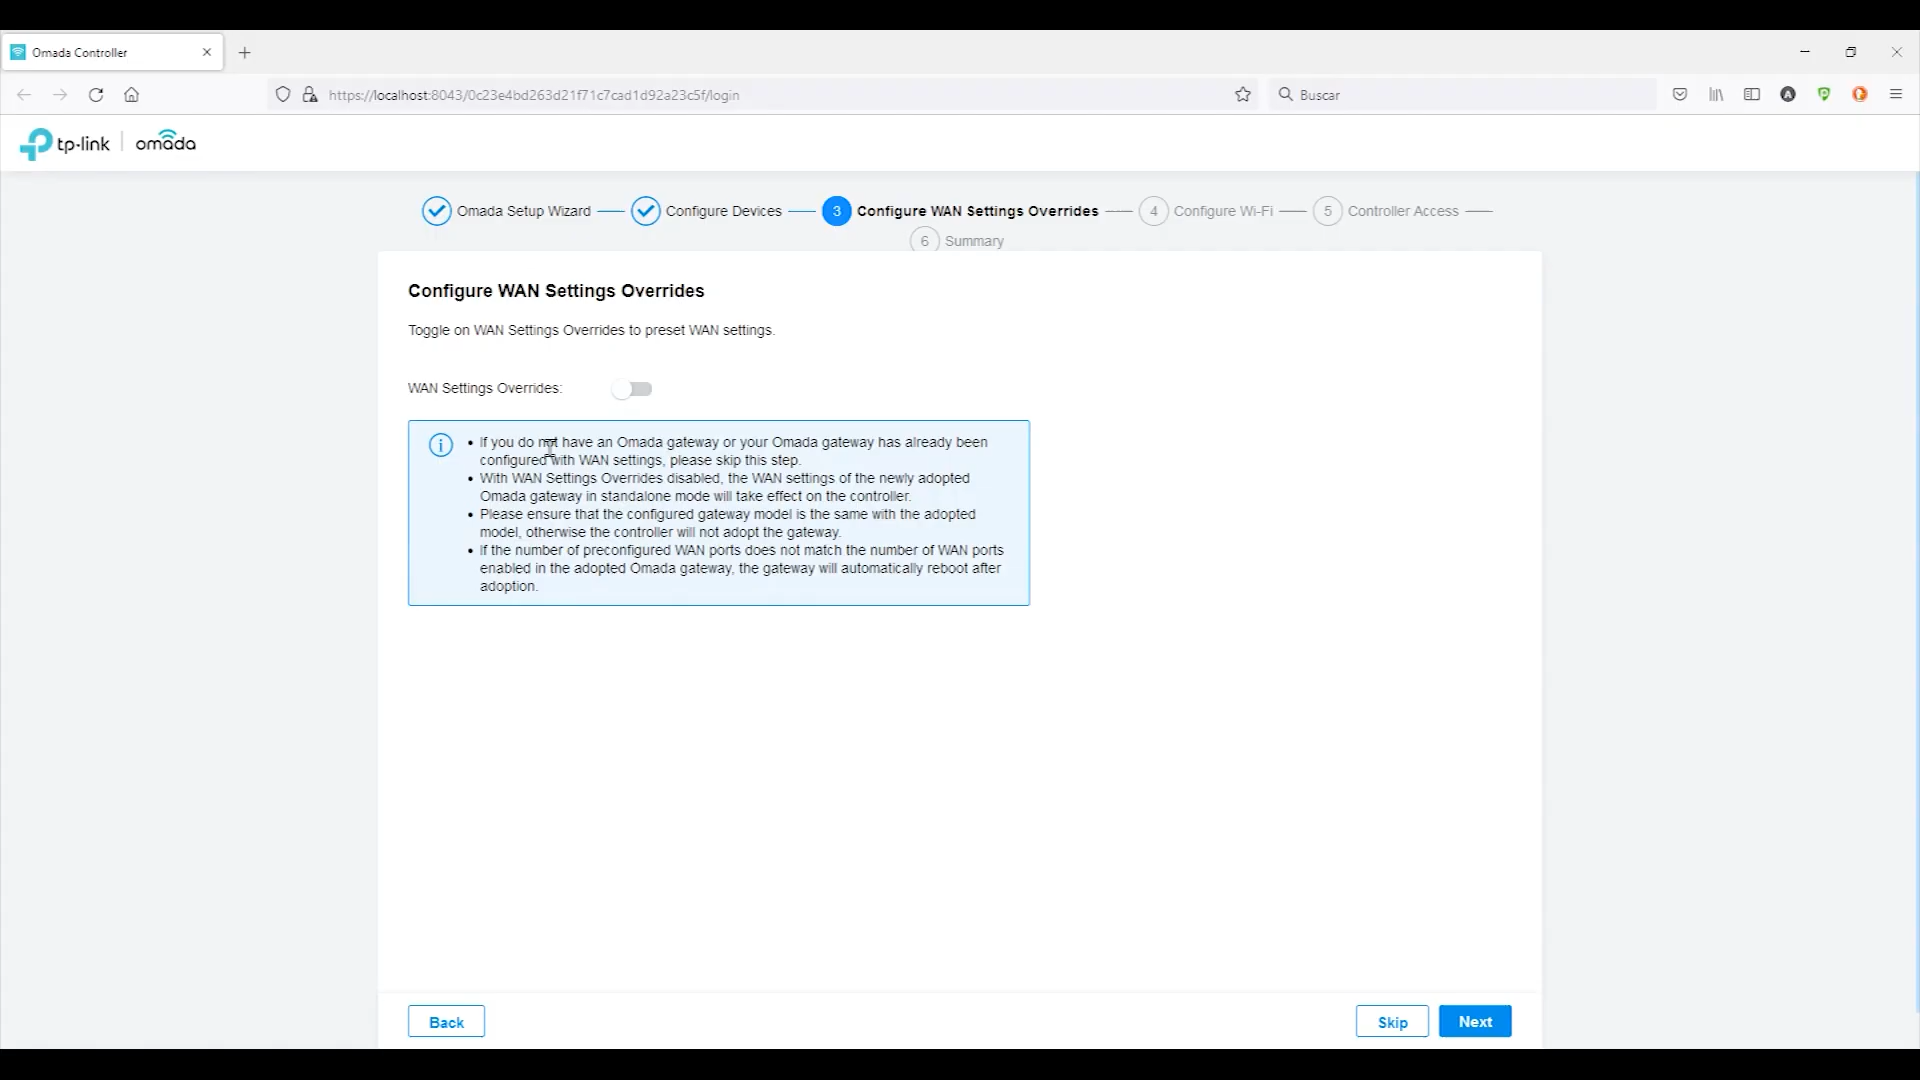 Omada Controller
https://localhost:8043/0c23e4bd263d21f71c7cad1d92a23c5f/login
Buscar
tp-link | omada
Omada Setup Wizard
Configure Devices
3 Configure WAN Settings Overrides
4 Configure Wi-Fi
5 Controller Access
6 Summary
Configure WAN Settings Overrides
Toggle on WAN Settings Overrides to preset WAN settings.
WAN Settings Overrides:
• If you do not have an Omada gateway or your Omada gateway has already been
configured with WAN settings, please skip this step.
• With WAN Settings Overrides disabled, the WAN settings of the newly adopted
Omada gateway in standalone mode will take effect on the controller.
• Please ensure that the configured gateway model is the same with the adopted
model, otherwise the controller will not adopt the gateway.
• If the number of preconfigured WAN ports does not match the number of WAN ports
enabled in the adopted Omada gateway, the gateway will automatically reboot after
adoption.
Back
Skip
Next